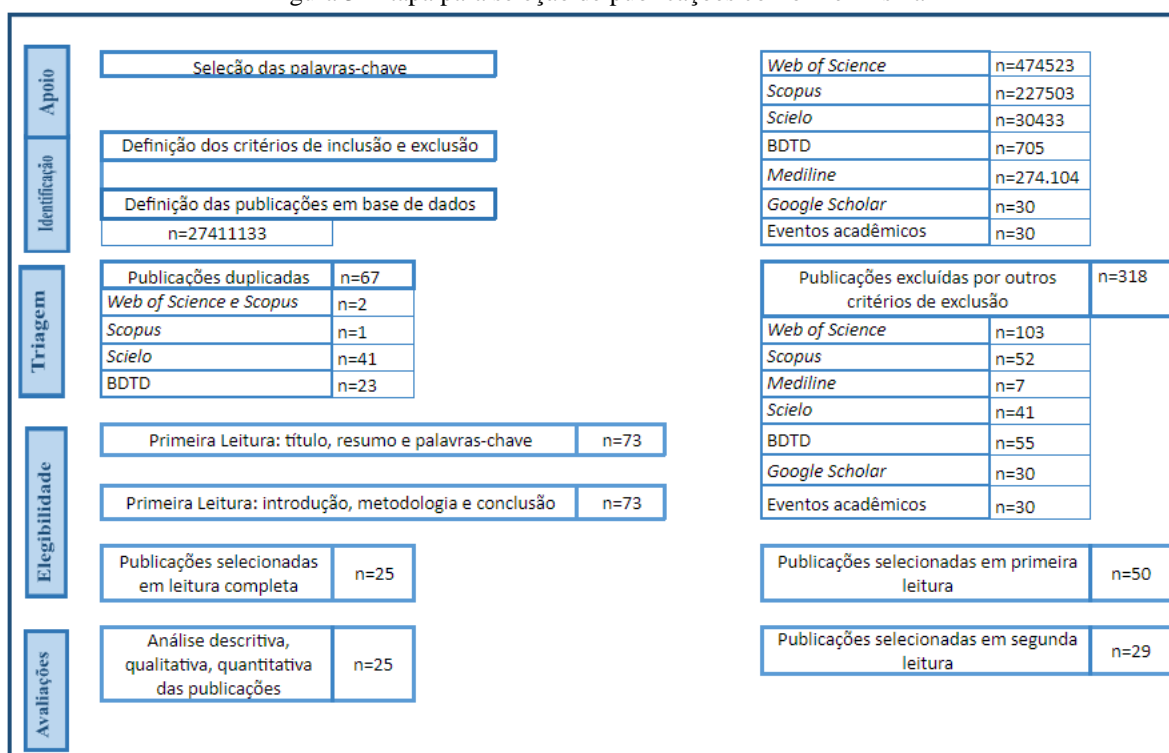 Apoio
Seleção das palavras-chave
Web of Science n=474523
Scopus n=227503
Scielo n=30433
BDTD n=705
Mediline n=274.104
Google Scholar n=30
Eventos acadêmicos n=30
Identificação
Definição dos critérios de inclusão e exclusão
Definição das publicações em base de dados
n=27411133
Triagem
Publicações duplicadas n=67
Web of Science e Scopus n=2
Scopus n=1
Scielo n=41
BDTD n=23
Publicações excluídas por outros
critérios de exclusão
n=318
Web of Science n=103
Scopus n=52
Mediline n=7
Scielo n=41
BDTD n=55
Google Scholar n=30
Eventos acadêmicos n=30
Elegibilidade
Primeira Leitura: título, resumo e palavras-chave n=73
Primeira Leitura: introdução, metodologia e conclusão n=73
Publicações selecionadas
em leitura completa
n=25
Publicações selecionadas em primeira
leitura
n=50
Avaliações
Análise descritiva,
qualitativa, quantitativa
das publicações
n=25
Publicações selecionadas em segunda
leitura
n=29